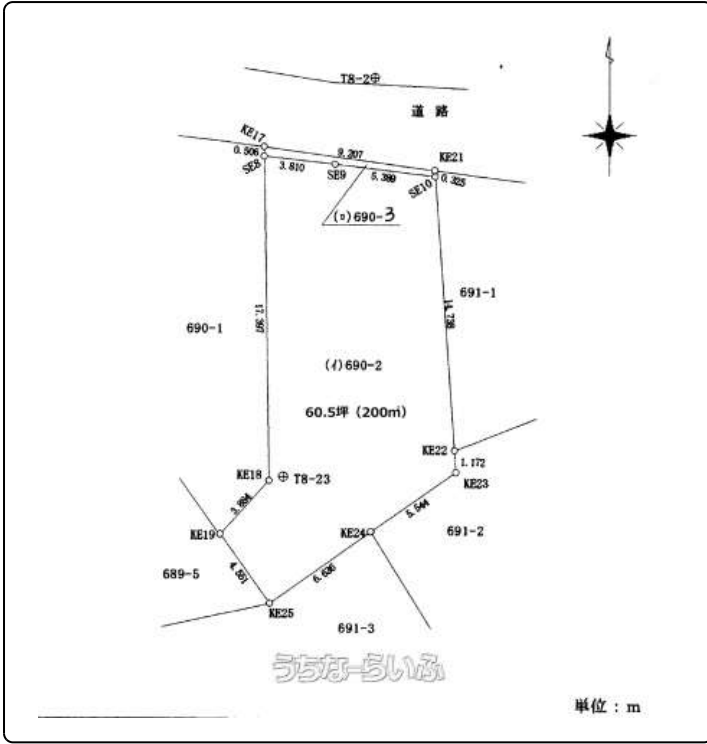 T8-2
道 路
KE17
9.207
KE21
0.506
SE8
3.810
SE9
5.389
SE10
0.325
(ロ)690-3
691-1
17.397
14.738
690-1
(イ)690-2
60.5坪 (200㎡)
KE22
1.172
KE18
T8-23
KE23
3.894
5.544
KE19
KE24
691-2
689-5
4.551
6.636
KE25
691-3
うちなーらいふ
単位 : m